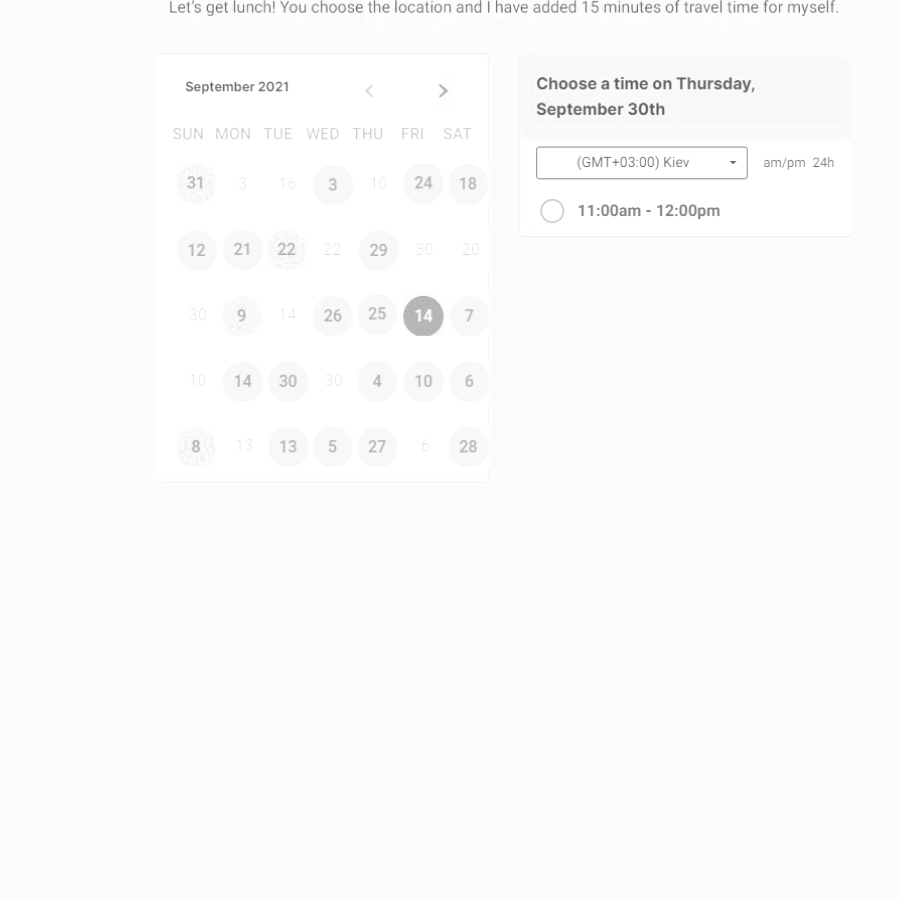 Let's get lunch! You choose the location and I have added 15 minutes of travel time for myself.
September 2021
SUN MON TUE WED THU FRI SAT
31 3 16 3 10 24 18
12 21 22 22 29 30 20
30 9 14 26 25 14 7
10 14 30 30 4 10 6
8 13 13 5 27 6 28
Choose a time on Thursday,
September 30th
(GMT+03:00) Kiev am/pm 24h
11:00am - 12:00pm